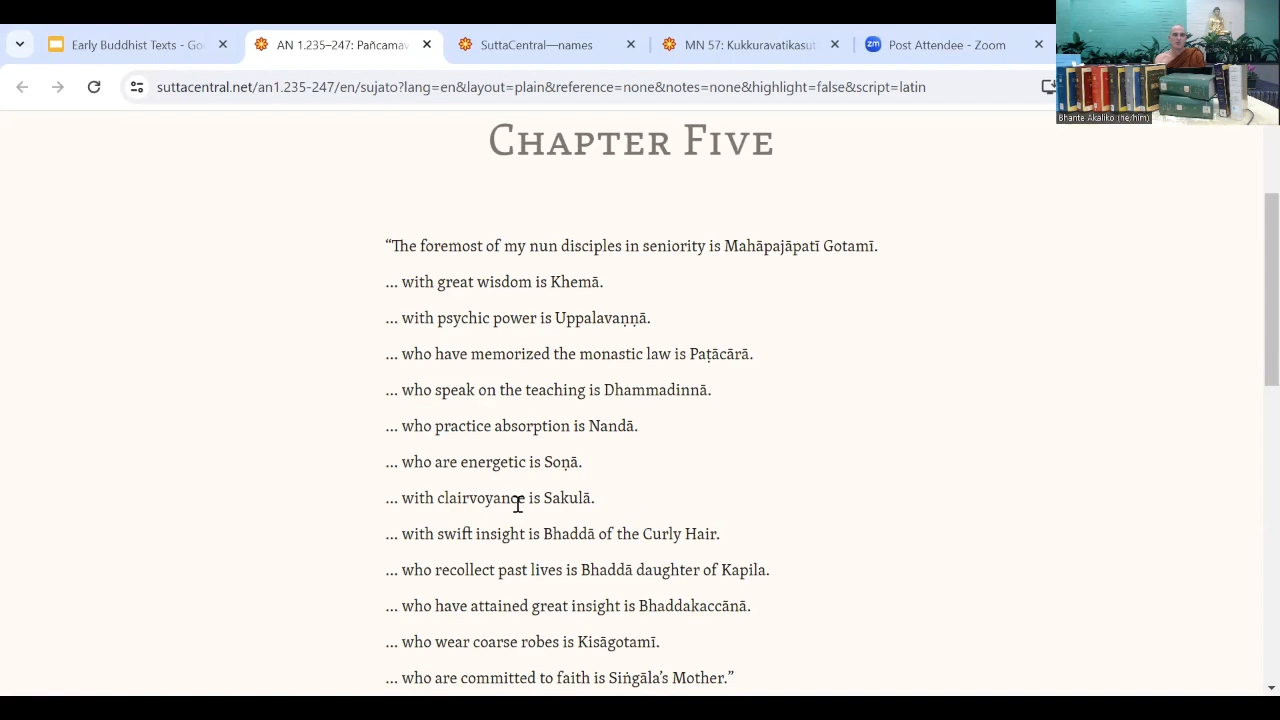 Early Buddhist Texts - Go
AN 1.235–247: Pañcamav
SuttaCentral—names
MN 57: Kukkuravatikasut
zm Post Attendee - Zoom
suttacentral.net/an1.235-247/en/sujato?lang=en&layout=plain&reference=none&notes=none&highlight=false&script=latin
Bhante Akaliko (he/him)
Chapter Five
“The foremost of my nun disciples in seniority is Mahāpajāpatī Gotamī.
… with great wisdom is Khemā.
… with psychic power is Uppalavaṇṇā.
… who have memorized the monastic law is Paṭācārā.
… who speak on the teaching is Dhammadinnā.
… who practice absorption is Nandā.
… who are energetic is Soṇā.
… with clairvoyance is Sakulā.
… with swift insight is Bhaddā of the Curly Hair.
… who recollect past lives is Bhaddā daughter of Kapila.
… who have attained great insight is Bhaddakaccānā.
… who wear coarse robes is Kisāgotamī.
… who are committed to faith is Siṅgāla’s Mother.”